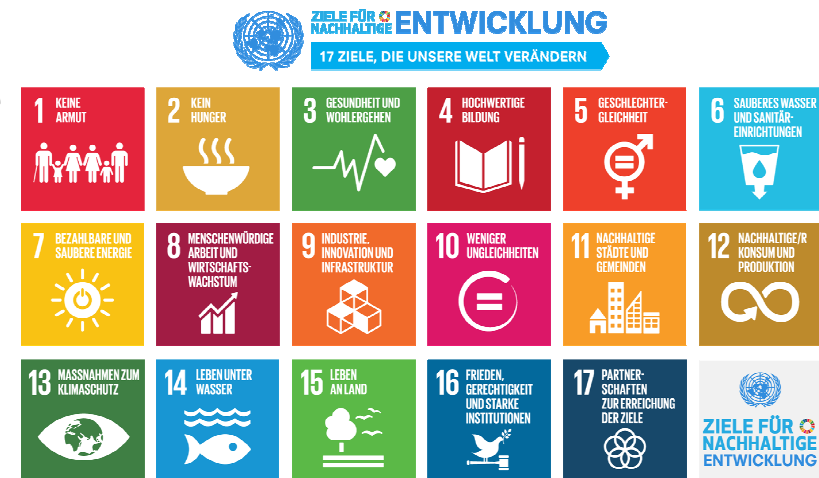 ZIELE FÜR
NACHHALTIGE
ENTWICKLUNG
17 ZIELE, DIE UNSERE WELT VERÄNDERN
1 KEINE
ARMUT
2 KEIN
HUNGER
3 GESUNDHEIT UND
WOHLERGEHEN
4 HOCHWERTIGE
BILDUNG
5 GESCHLECHTER-
GLEICHHEIT
6 SAUBERES WASSER
UND SANITÄR-
EINRICHTUNGEN
7 BEZAHLBARE UND
SAUBERE ENERGIE
8 MENSCHENWÜRDIGE
ARBEIT UND
WIRTSCHAFTS-
WACHSTUM
9 INDUSTRIE,
INNOVATION UND
INFRASTRUKTUR
10 WENIGER
UNGLEICHHEITEN
11 NACHHALTIGE
STÄDTE UND
GEMEINDEN
12 NACHHALTIGE/R
KONSUM UND
PRODUKTION
13 MASSNAHMEN ZUM
KLIMASCHUTZ
14 LEBEN UNTER
WASSER
15 LEBEN
AN LAND
16 FRIEDEN,
GERECHTIGKEIT
UND STARKE
INSTITUTIONEN
17 PARTNER-
SCHAFTEN
ZUR ERREICHUNG
DER ZIELE
ZIELE FÜR
NACHHALTIGE
ENTWICKLUNG